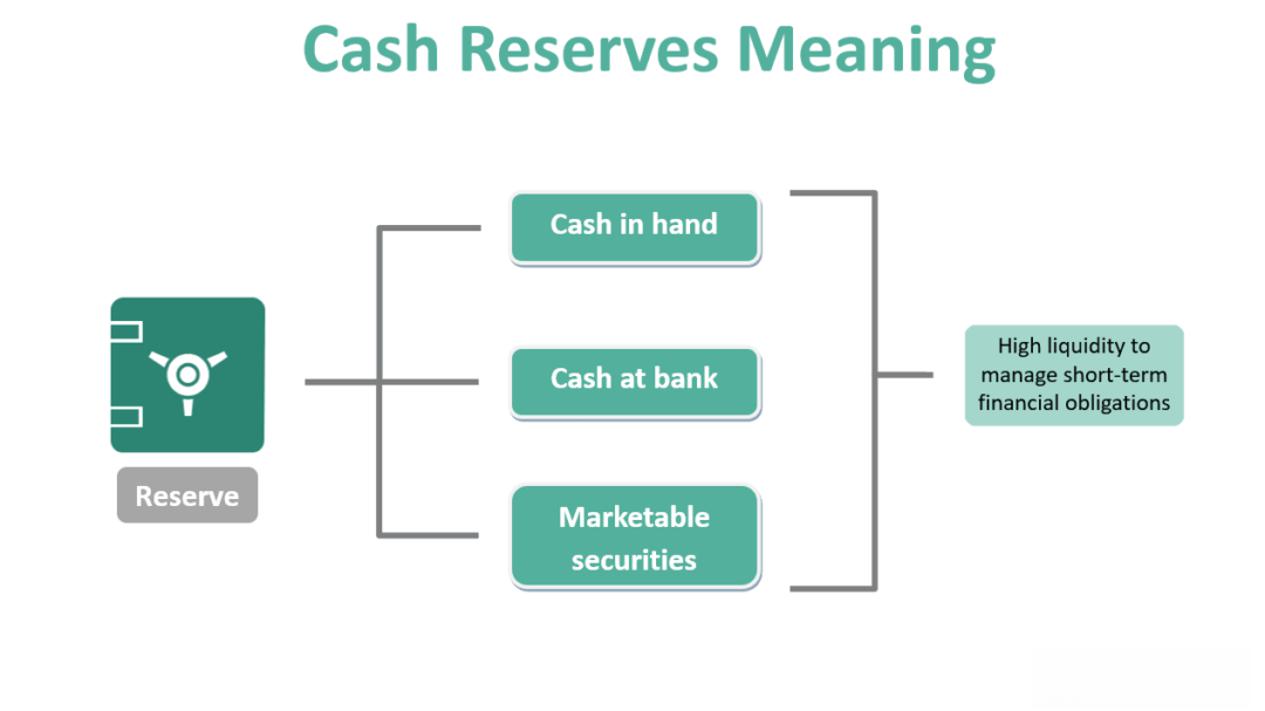 Cash Reserves Meaning
Cash in hand
Cash at bank
Marketable
securities
Reserve
High liquidity to
manage short-term
financial obligations